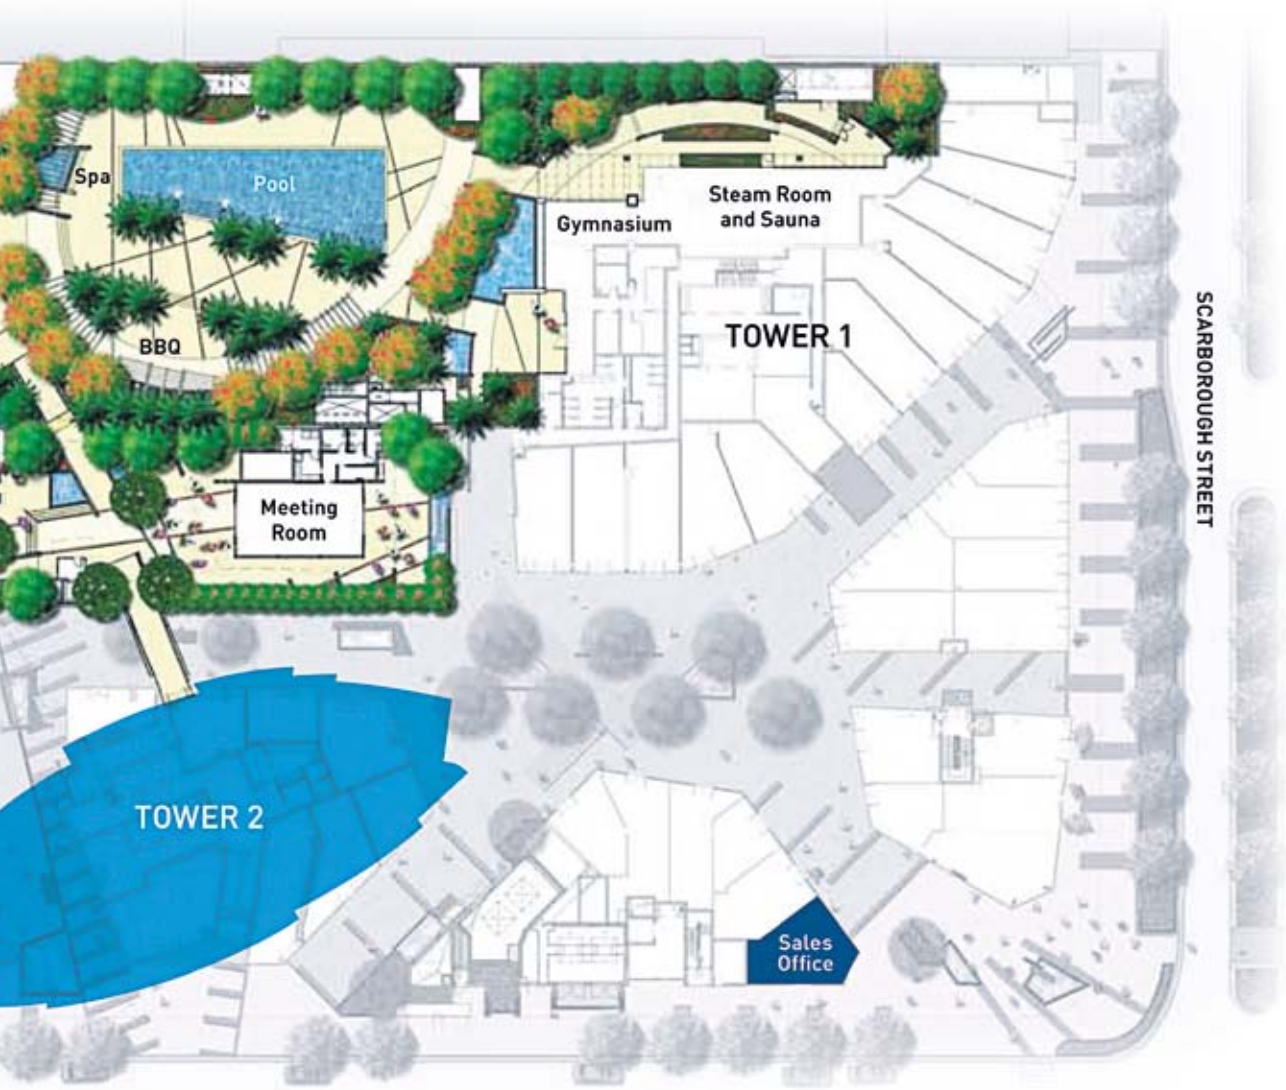 Spa
Pool
Gymnasium
Steam Room
and Sauna
TOWER 1
BBQ
SCARBOROUGH STREET
Meeting
Room
TOWER 2
Sales
Office